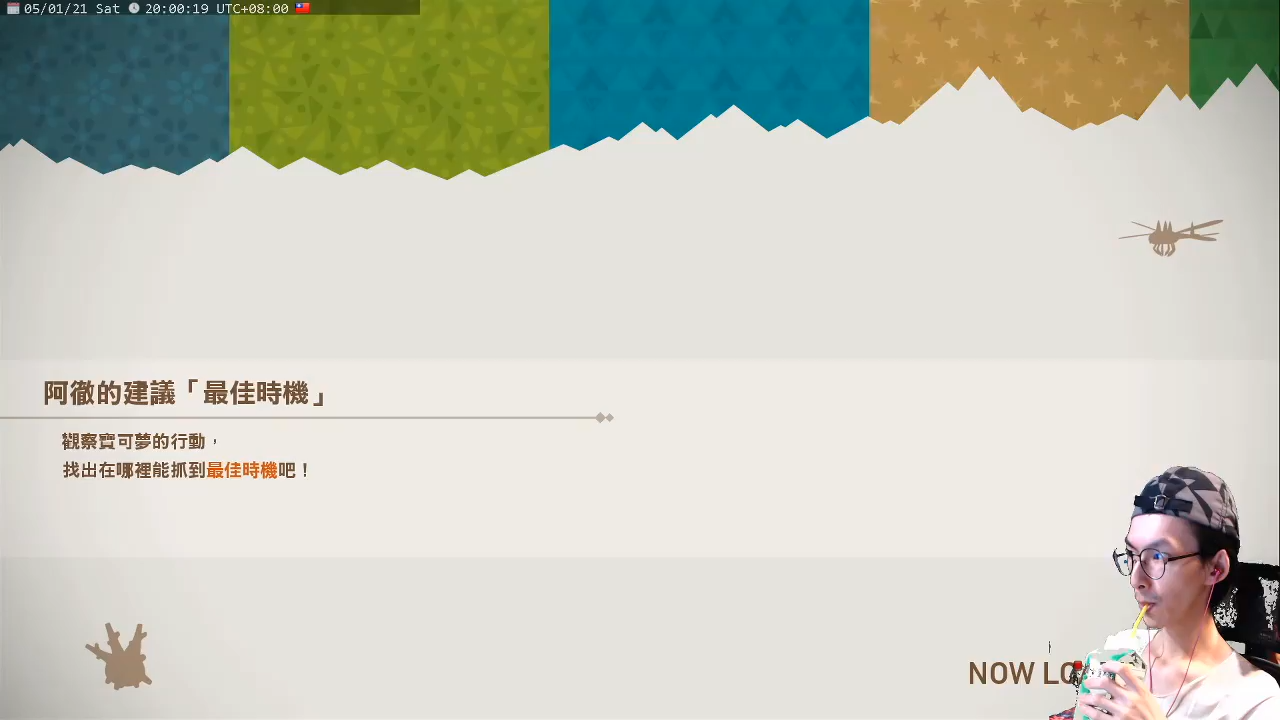 05/01/21 Sat 20:00:19 UTC+08:00
阿徹的建議「最佳時機」
觀察寶可夢的行動，
找出在哪裡能抓到最佳時機吧！
NOW LO